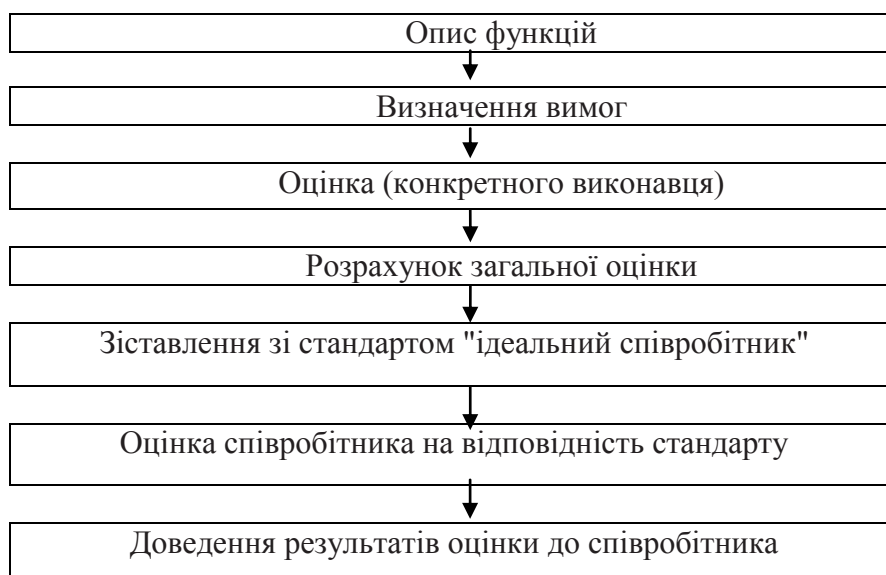 Опис функцій
Визначення вимог
Оцінка (конкретного виконавця)
Розрахунок загальної оцінки
Зіставлення зі стандартом "ідеальний співробітник"
Оцінка співробітника на відповідність стандарту
Доведення результатів оцінки до співробітника